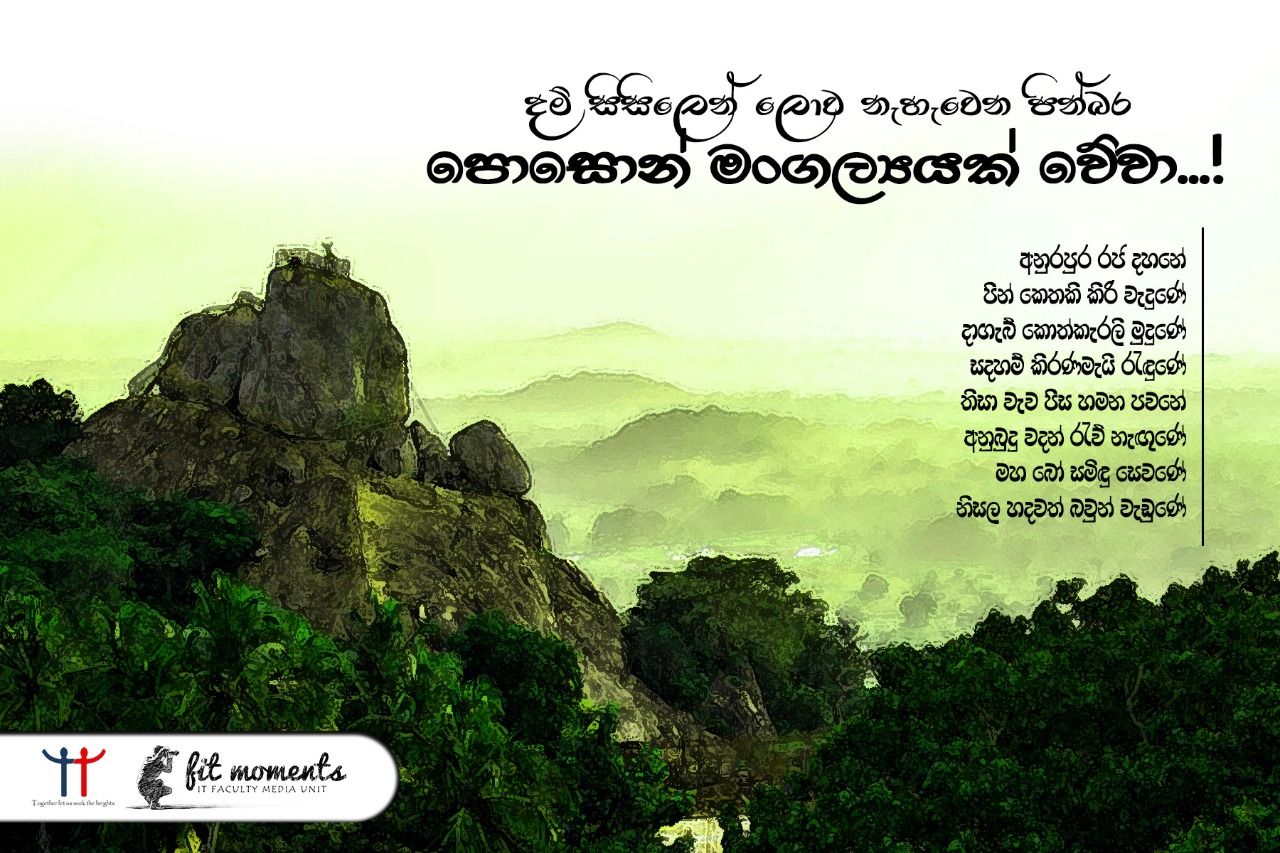 දම් සිසිලෙන් ලොව නැහැවෙන පින්බර
පොසොන් මංගල්‍යයක් වේවා...!
අනුරපුර රජ දහනේ
පින් කෙතකි කිරි වැදුණේ
දාගැබ් කොත්කැරලි මුදුණේ
සදහම් කිරණමැයි රැඳුණේ
තිසා වැව පිස හමන පවනේ
අනුබුදු වදන් රැව් නැඟුණේ
මහ බෝ සමිඳු සෙවණේ
නිසල හදවත් බවුන් වැඩුණේ
Together let us seek the heights
fit moments
IT FACULTY MEDIA UNIT